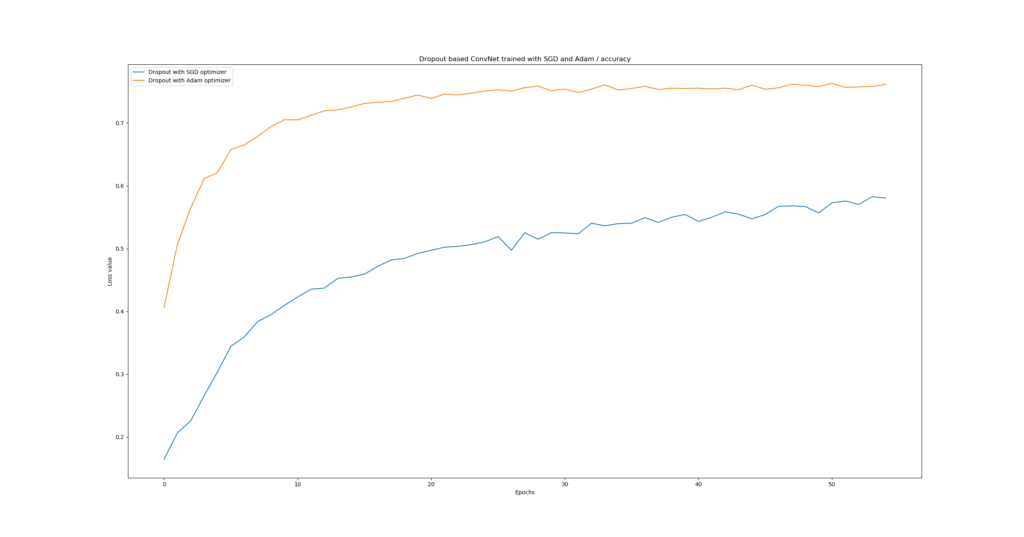 Dropout based ConvNet trained with SGD and Adam / accuracy
Dropout with SGD optimizer
Dropout with Adam optimizer
0.7
0.6
0.5
0.4
0.3
0.2
Loss value
0 10 20 30 40 50
Epochs